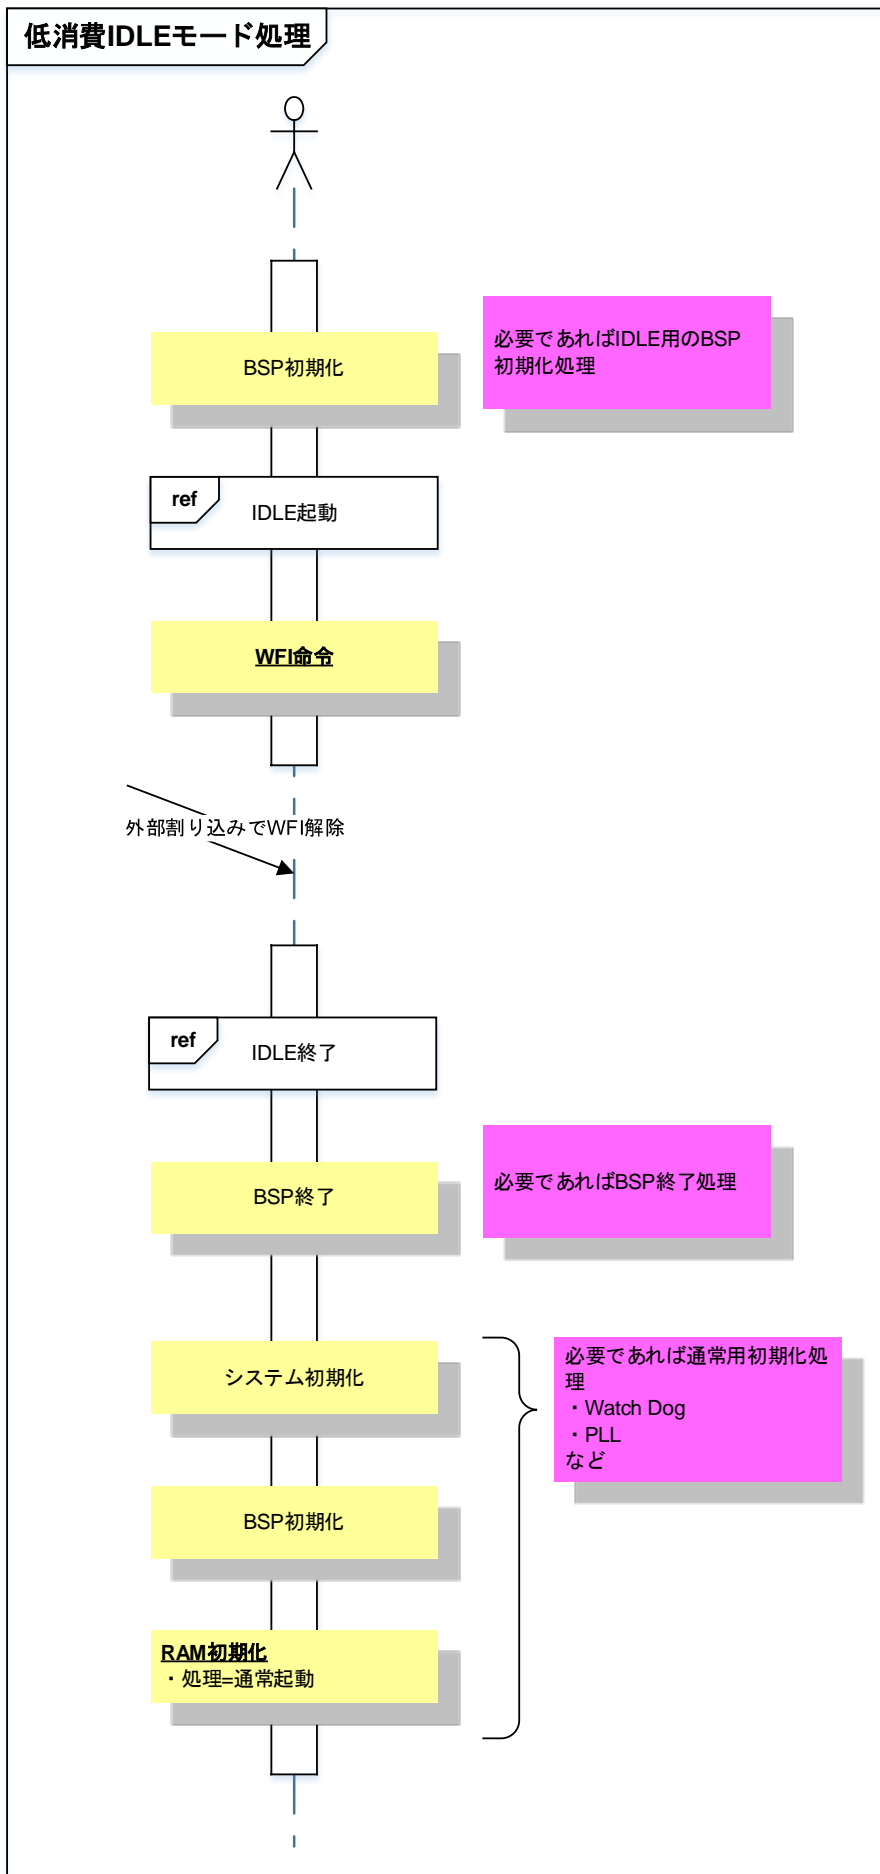 低消費IDLEモード処理
BSP初期化
必要であればIDLE用のBSP
初期化処理
ref
IDLE起動
WFI命令
外部割り込みでWFI解除
ref
IDLE終了
BSP終了
必要であればBSP終了処理
システム初期化
必要であれば通常用初期化処
理
・Watch Dog
・PLL
など
BSP初期化
RAM初期化
・処理=通常起動